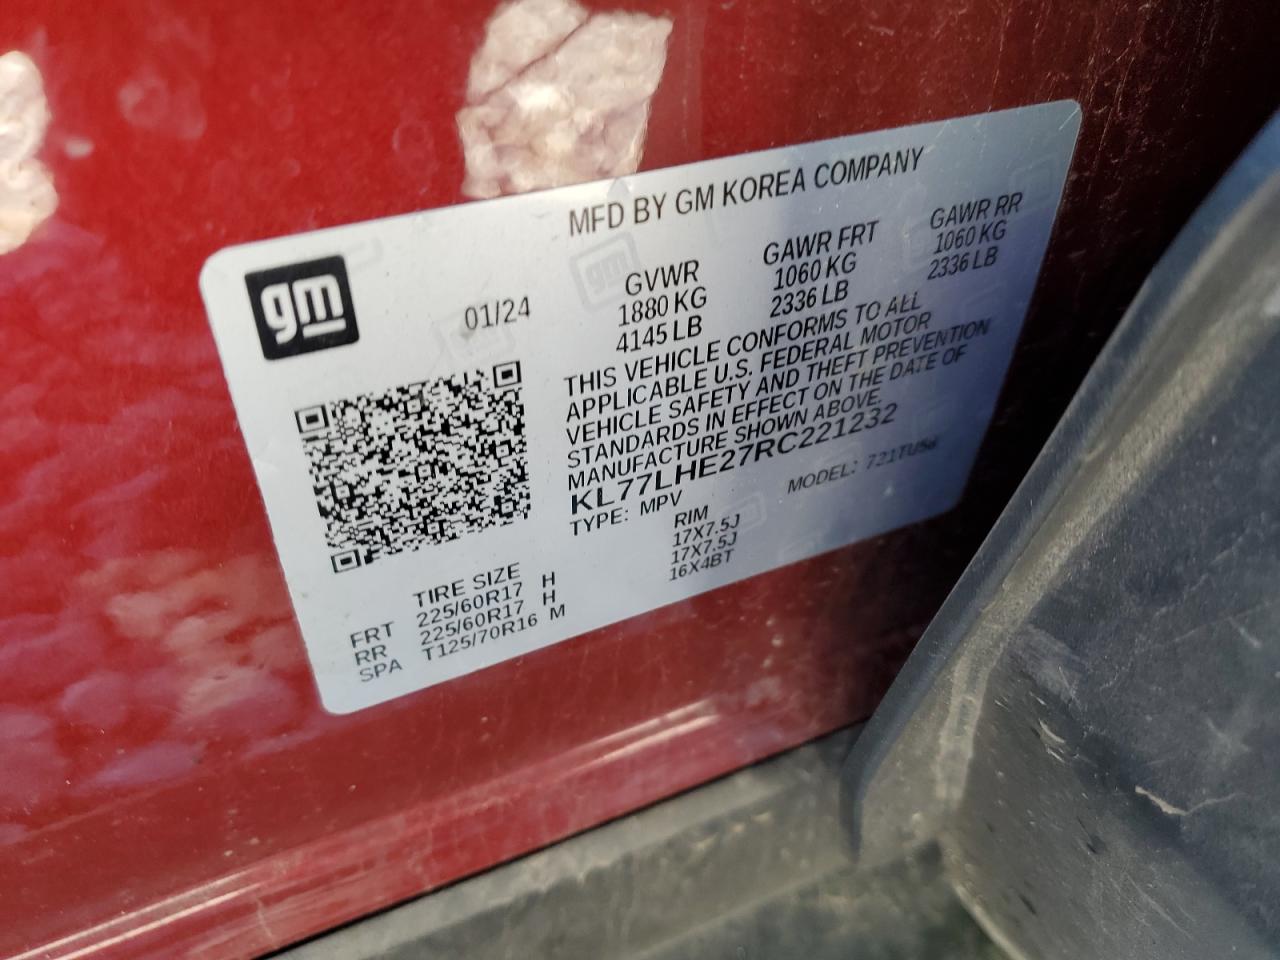 MFD BY GM KOREA COMPANY
gm
01/24
GVWR GAWR FRT GAWR RR
1880 KG 1060 KG 1060 KG
4145 LB 2336 LB 2336 LB
THIS VEHICLE CONFORMS TO ALL
APPLICABLE U.S. FEDERAL MOTOR
VEHICLE SAFETY AND THEFT PREVENTION
STANDARDS IN EFFECT ON THE DATE OF
MANUFACTURE SHOWN ABOVE.
KL77LHE27RC221232
TYPE: MPV MODEL:
TIRE SIZE RIM
FRT 225/60R17 H 17X7.5J
RR 225/60R17 H 17X7.5J
SPA T125/70R16 M 16X4BT